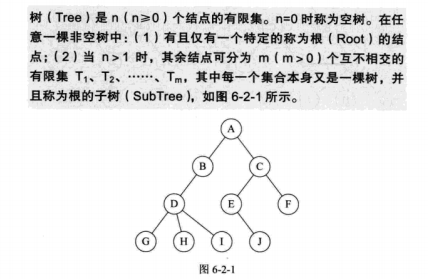 树（Tree）是 n（n≥0）个结点的有限集。n=0 时称为空树。在任
意一棵非空树中：（1）有且仅有一个特定的称为根（Root）的结
点；（2）当 n>1 时，其余结点可分为 m（m>0）个互不相交的
有限集 T₁、T₂、……、Tₘ，其中每一个集合本身又是一棵树，并
且称为根的子树（SubTree），如图 6-2-1 所示。
A
B C
D E F
G H I J
图 6-2-1